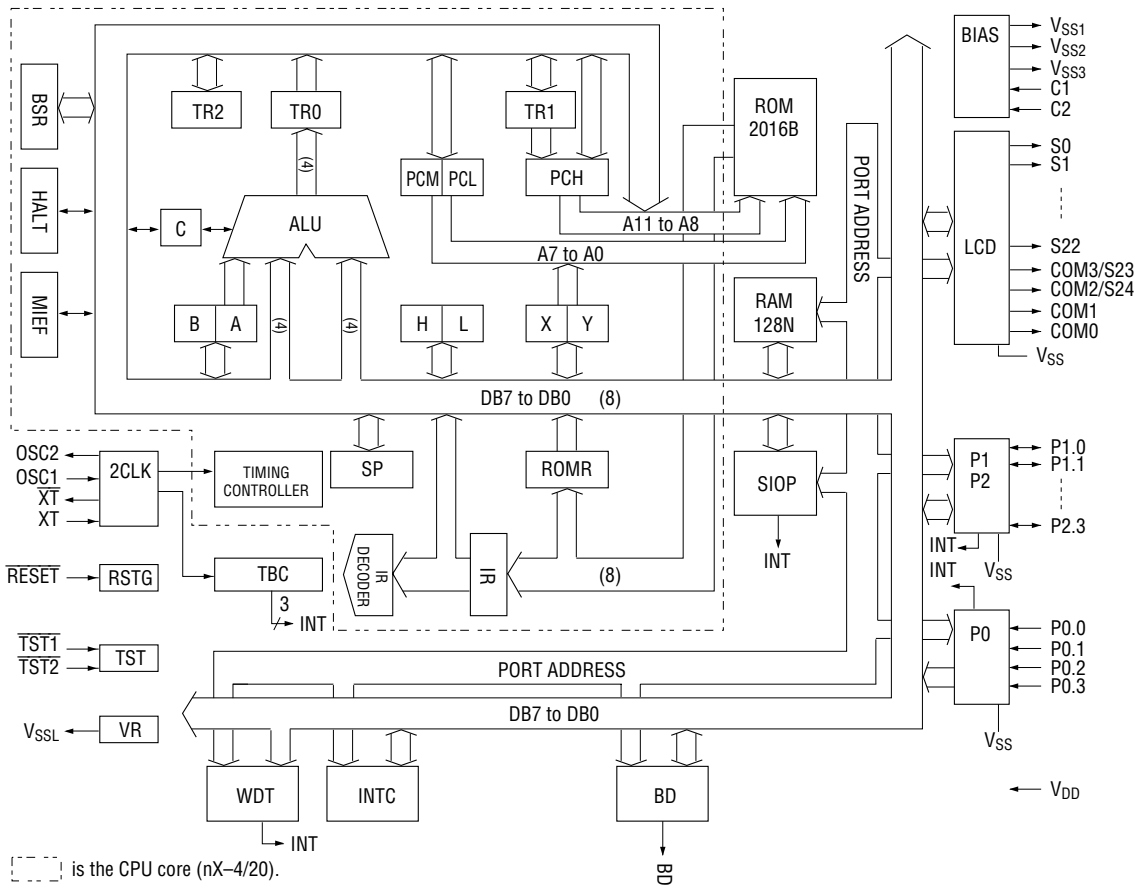 BSR
HALT
MIEF
TR2
TR0
TR1
(4)
PCM
PCL
PCH
C
ALU
A11 to A8
A7 to A0
B
A
(4)
(4)
H
L
X
Y
ROM
2016B
RAM
128N
PORT ADDRESS
BIAS
VSS1
VSS2
VSS3
C1
C2
LCD
S0
S1
S22
COM3/S23
COM2/S24
COM1
COM0
VSS
DB7 to DB0 (8)
OSC2
OSC1
X̅T̅
XT
2CLK
TIMING
CONTROLLER
SP
ROMR
SIOP
INT
P1
P2
P1.0
P1.1
P2.3
INT
VSS
R̅E̅S̅E̅T̅
RSTG
TBC
3
INT
IR
DECODER
IR
(8)
INT
P0
P0.0
P0.1
P0.2
P0.3
VSS
T̅S̅T̅1̅
T̅S̅T̅2̅
TST
PORT ADDRESS
VSSL
VR
DB7 to DB0
WDT
INT
INTC
BD
BD
VDD
is the CPU core (nX–4/20).